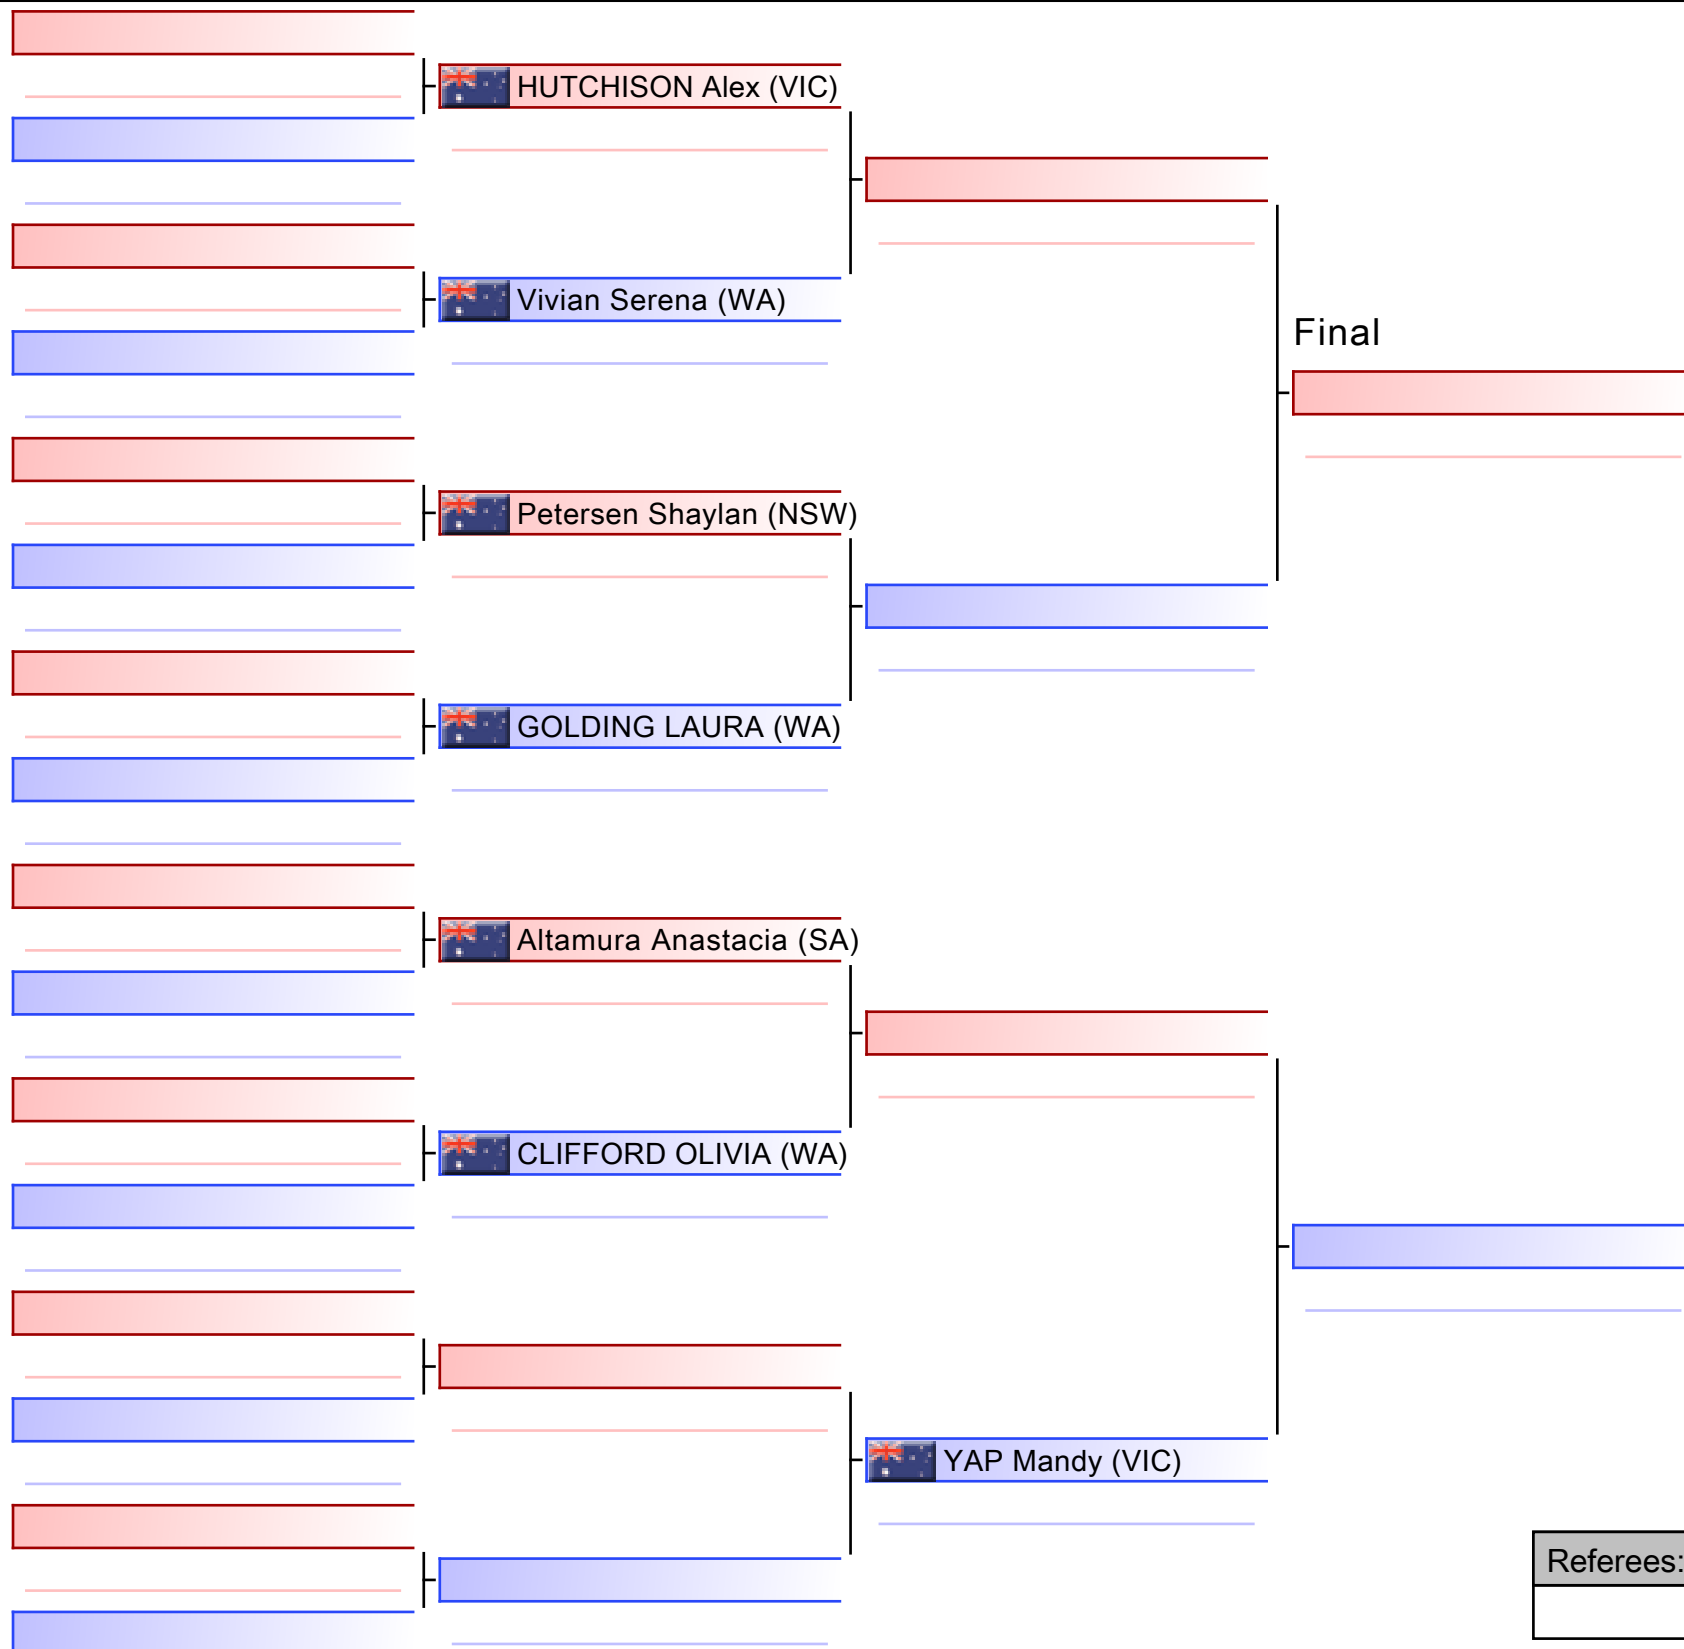 HUTCHISON Alex (VIC)
Vivian Serena (WA)
Final
Petersen Shaylan (NSW)
GOLDING LAURA (WA)
Altamura Anastacia (SA)
CLIFFORD OLIVIA (WA)
YAP Mandy (VIC)
Referees: